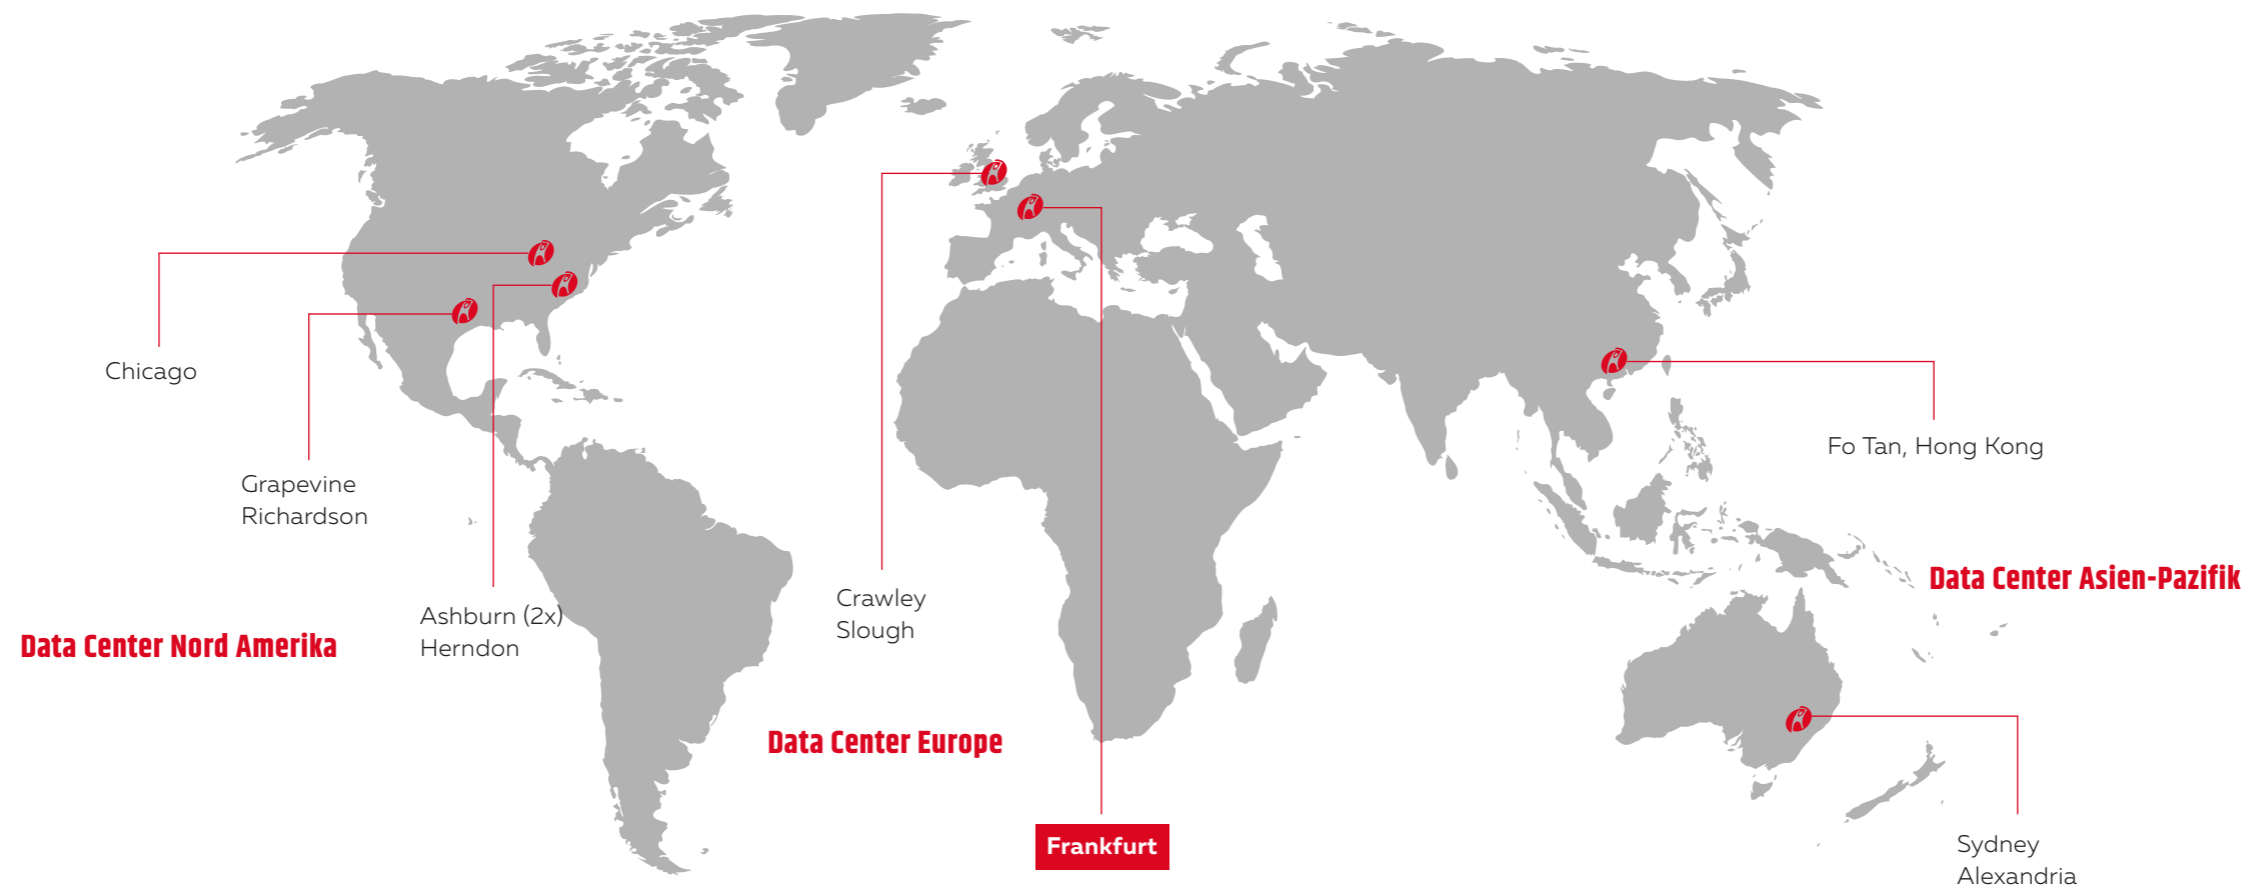 Chicago
Grapevine
Richardson
Ashburn (2x)
Herndon
Data Center Nord Amerika
Crawley
Slough
Data Center Europe
Frankfurt
Fo Tan, Hong Kong
Data Center Asien-Pazifik
Sydney
Alexandria